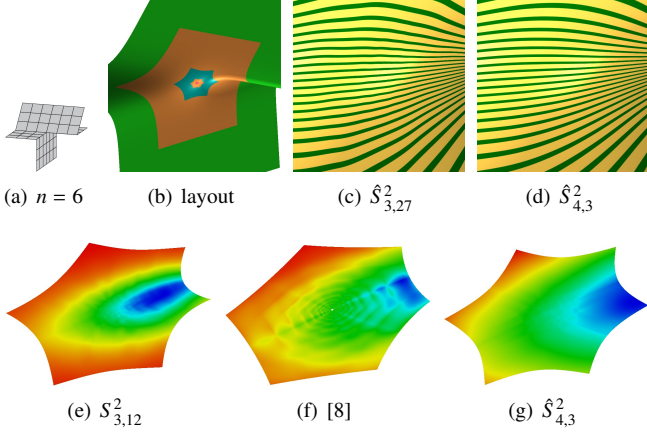 (a) n = 6
(b) layout
(c) Ŝ²₃,₂₇
(d) Ŝ²₄,₃
(e) S²₃,₁₂
(f) [8]
(g) Ŝ²₄,₃